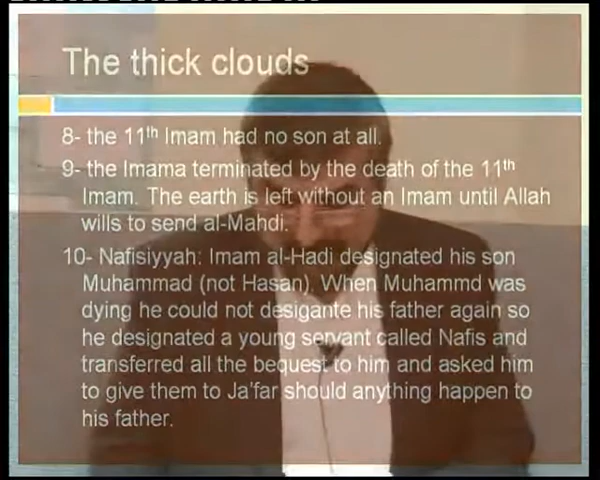 The thick clouds
8- the 11th Imam had no son at all.
9- the Imama terminated by the death of the 11th
Imam. The earth is left without an Imam until Allah
wills to send al-Mahdi.
10- Nafisiyyah: Imam al-Hadi designated his son
Muhammad (not Hasan). When Muhammd was
dying he could not desigante his father again so
he designated a young servant called Nafis and
transferred all the bequest to him and asked him
to give them to Ja'far should anything happen to
his father.